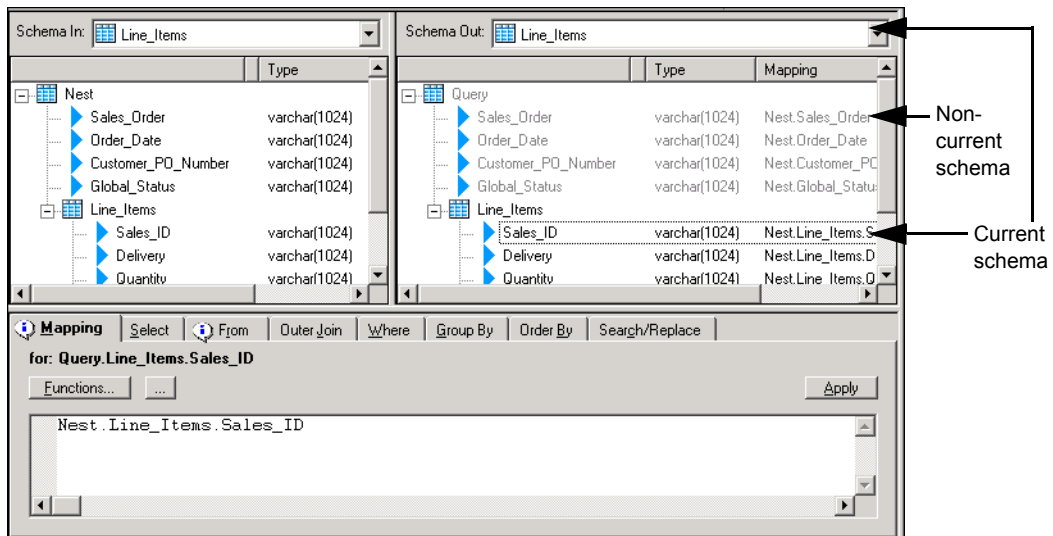 Schema In: Line_Items
Schema Out: Line_Items
Type
Type Mapping
Nest
Sales_Order varchar(1024)
Order_Date varchar(1024)
Customer_PO_Number varchar(1024)
Global_Status varchar(1024)
Line_Items
Sales_ID varchar(1024)
Delivery varchar(1024)
Quantity varchar(1024)
Query
Sales_Order varchar(1024) Nest.Sales_Order
Order_Date varchar(1024) Nest.Order_Date
Customer_PO_Number varchar(1024) Nest.Customer_PC
Global_Status varchar(1024) Nest.Global_Statu
Line_Items
Sales_ID varchar(1024) Nest.Line_Items.S
Delivery varchar(1024) Nest.Line_Items.D
Quantity varchar(1024) Nest.Line_Items.Q
Non-
current
schema
Current
schema
Mapping Select From Outer Join Where Group By Order By Search/Replace
for: Query.Line_Items.Sales_ID
Functions... ... Apply
Nest.Line_Items.Sales_ID